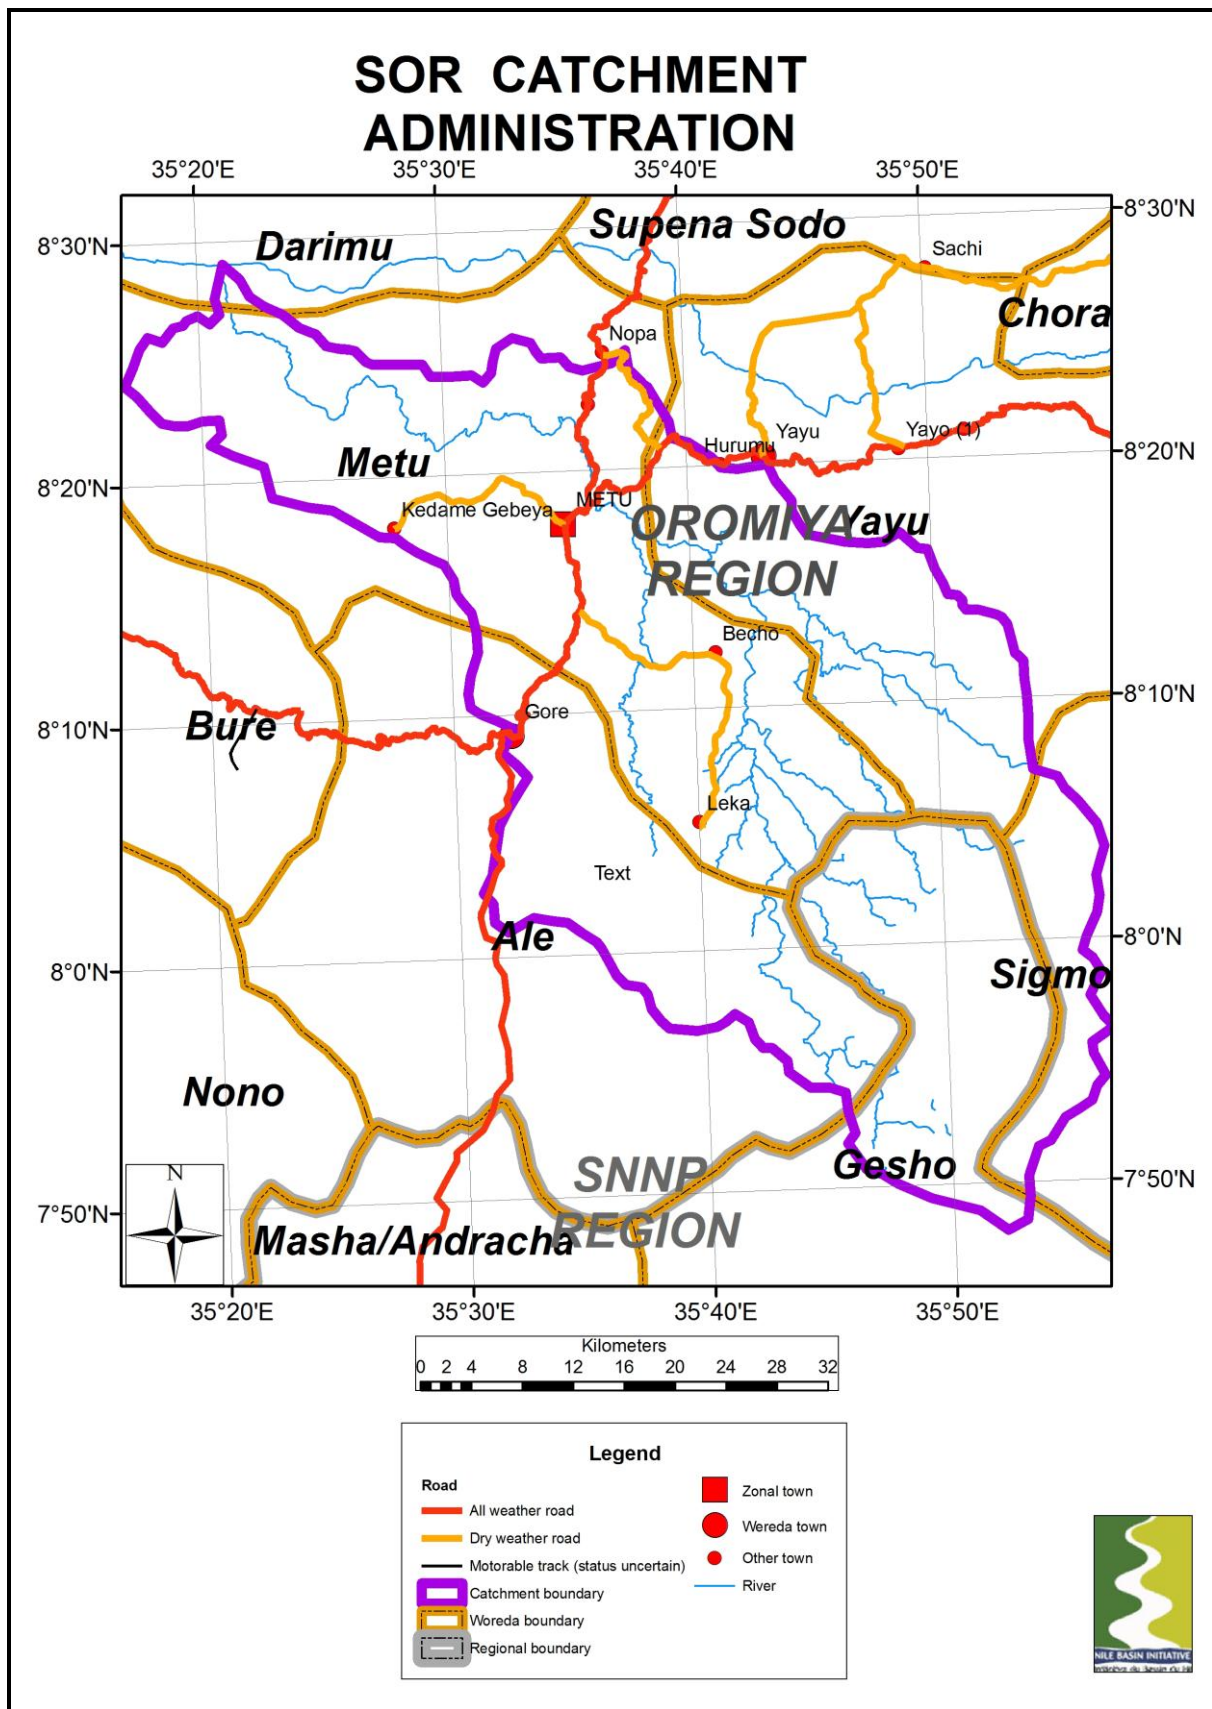 SOR CATCHMENT
ADMINISTRATION
35°20'E 35°30'E 35°40'E 35°50'E
8°30'N
8°30'N
Darimu
Supena Sodo
Sachi
Chora
Nopa
Hurumu
Yayu
Yayo (1)
8°20'N
8°20'N
Metu
Kedame Gebeya
METU
OROMIYA
REGION
Yayu
Becho
8°10'N
8°10'N
Bure
Gore
Leka
Text
Ale
8°0'N
8°0'N
Sigmo
Nono
Gesho
SNNP
REGION
7°50'N
7°50'N
N
Masha/Andracha
35°20'E 35°30'E 35°40'E 35°50'E
Kilometers
0 2 4 8 12 16 20 24 28 32
Legend
Road
All weather road
Dry weather road
Motorable track (status uncertain)
Catchment boundary
Woreda boundary
Regional boundary
Zonal town
Wereda town
Other town
River
NILE BASIN INITIATIVE